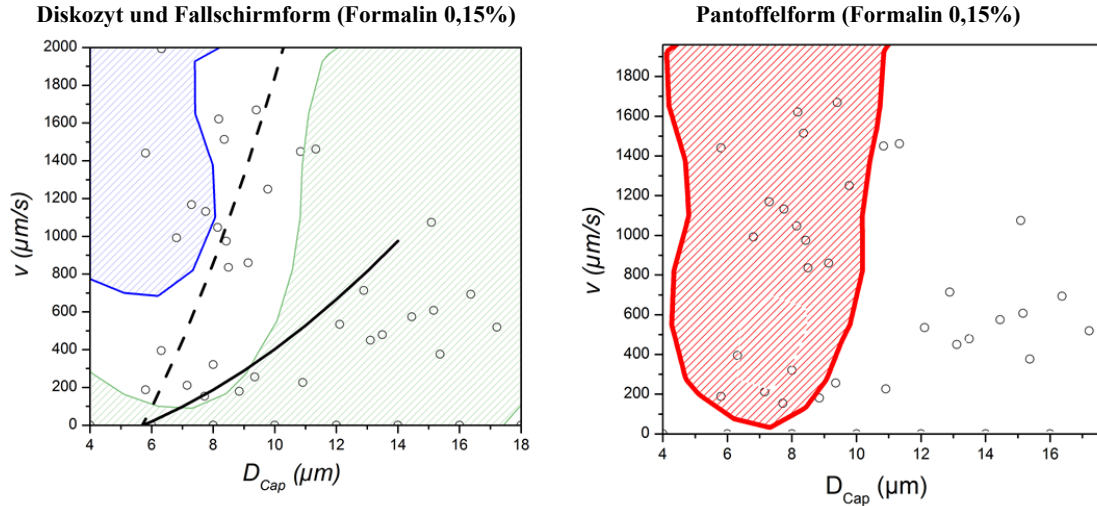 Diskozyt und Fallschirmform (Formalin 0,15%)
2000
1800
1600
1400
1200
1000
800
600
400
200
0
v (µm/s)
4 6 8 10 12 14 16 18
D_Cap (µm)
Pantoffelform (Formalin 0,15%)
1800
1600
1400
1200
1000
800
600
400
200
0
v (µm/s)
4 6 8 10 12 14 16
D_Cap (µm)